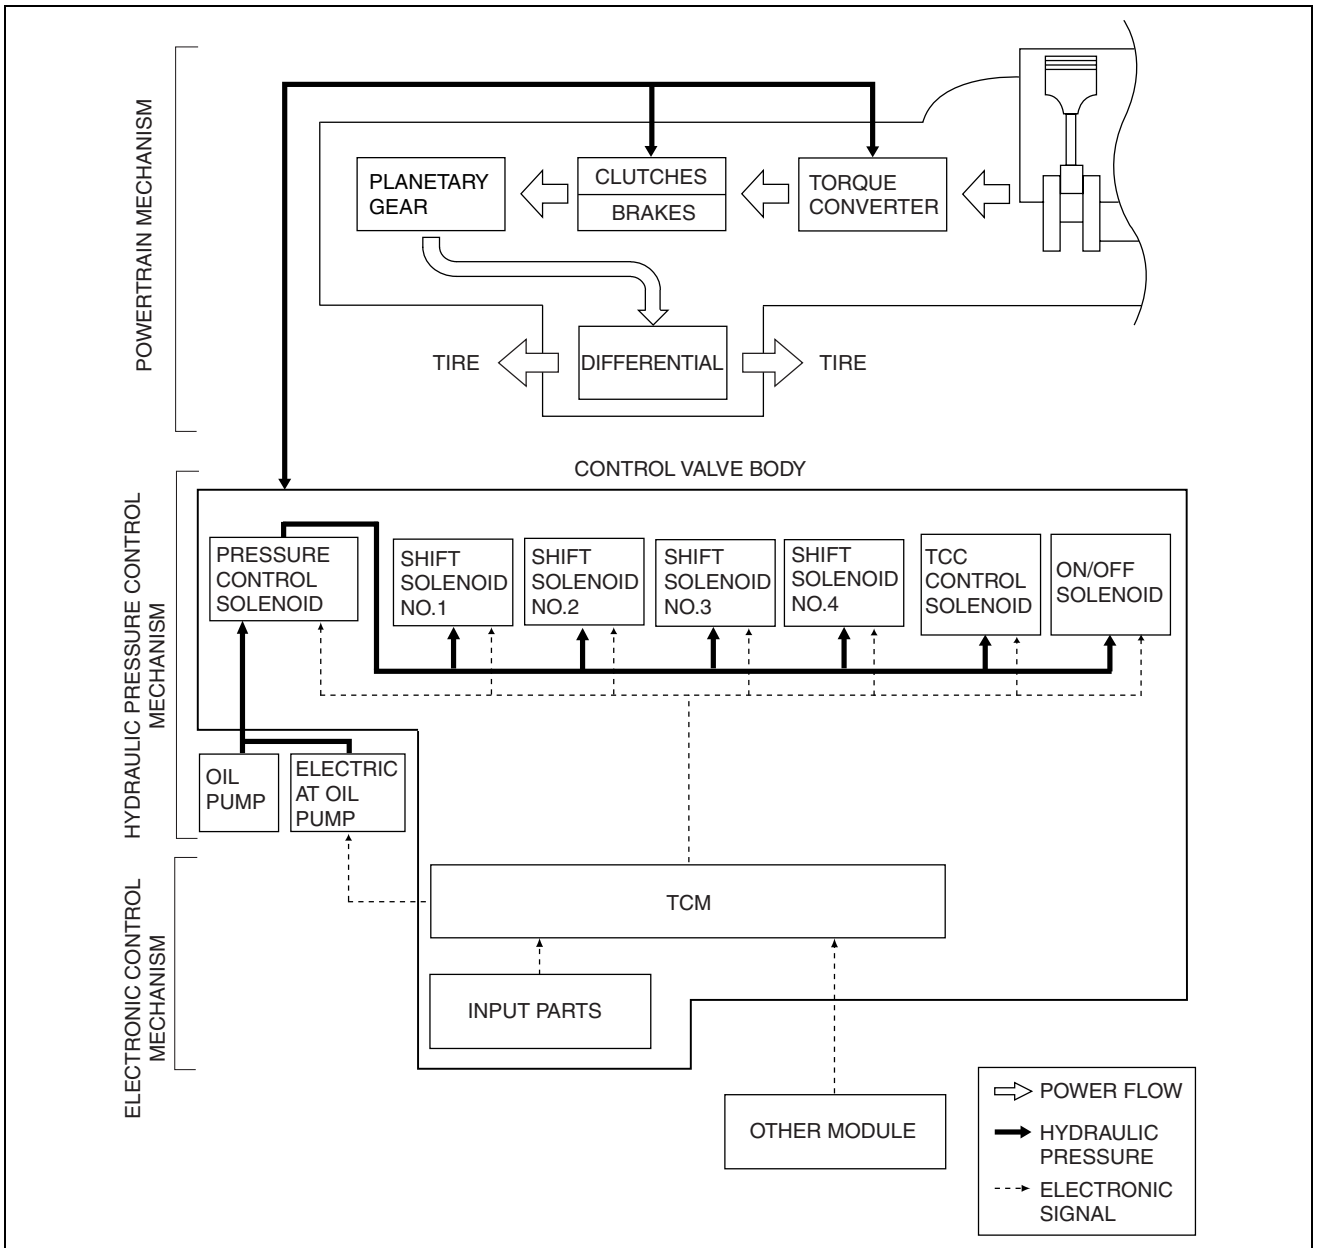 POWERTRAIN MECHANISM
PLANETARY
GEAR
CLUTCHES
BRAKES
TORQUE
CONVERTER
TIRE
DIFFERENTIAL
TIRE
HYDRAULIC PRESSURE CONTROL
MECHANISM
CONTROL VALVE BODY
PRESSURE
CONTROL
SOLENOID
SHIFT
SOLENOID
NO.1
SHIFT
SOLENOID
NO.2
SHIFT
SOLENOID
NO.3
SHIFT
SOLENOID
NO.4
TCC
CONTROL
SOLENOID
ON/OFF
SOLENOID
OIL
PUMP
ELECTRIC
AT OIL
PUMP
ELECTRONIC CONTROL
MECHANISM
TCM
INPUT PARTS
OTHER MODULE
POWER FLOW
HYDRAULIC
PRESSURE
ELECTRONIC
SIGNAL